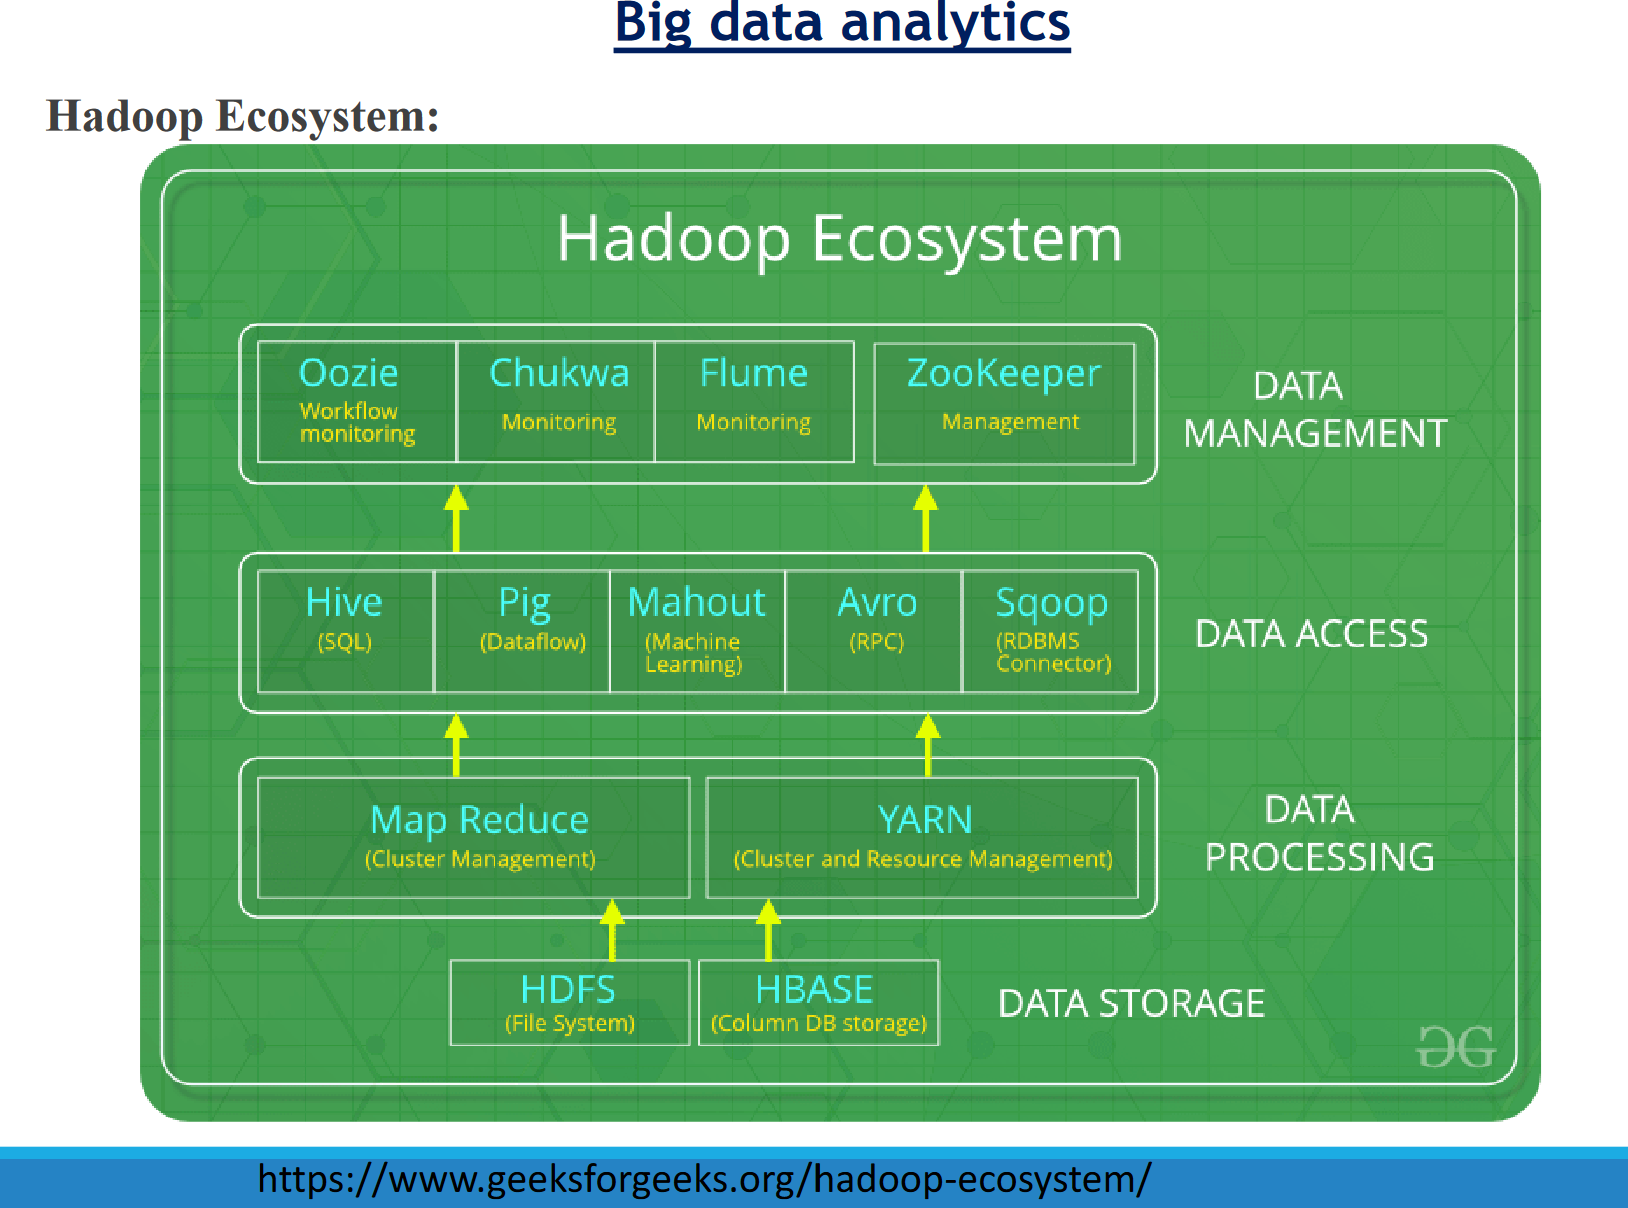 Big data analytics
Hadoop Ecosystem:
Hadoop Ecosystem
Oozie
Workflow
monitoring
Chukwa
Monitoring
Flume
Monitoring
ZooKeeper
Management
DATA
MANAGEMENT
Hive
(SQL)
Pig
(Dataflow)
Mahout
(Machine
Learning)
Avro
(RPC)
Sqoop
(RDBMS
Connector)
DATA ACCESS
Map Reduce
(Cluster Management)
YARN
(Cluster and Resource Management)
DATA
PROCESSING
HDFS
(File System)
HBASE
(Column DB storage)
DATA STORAGE
GG
https://www.geeksforgeeks.org/hadoop-ecosystem/